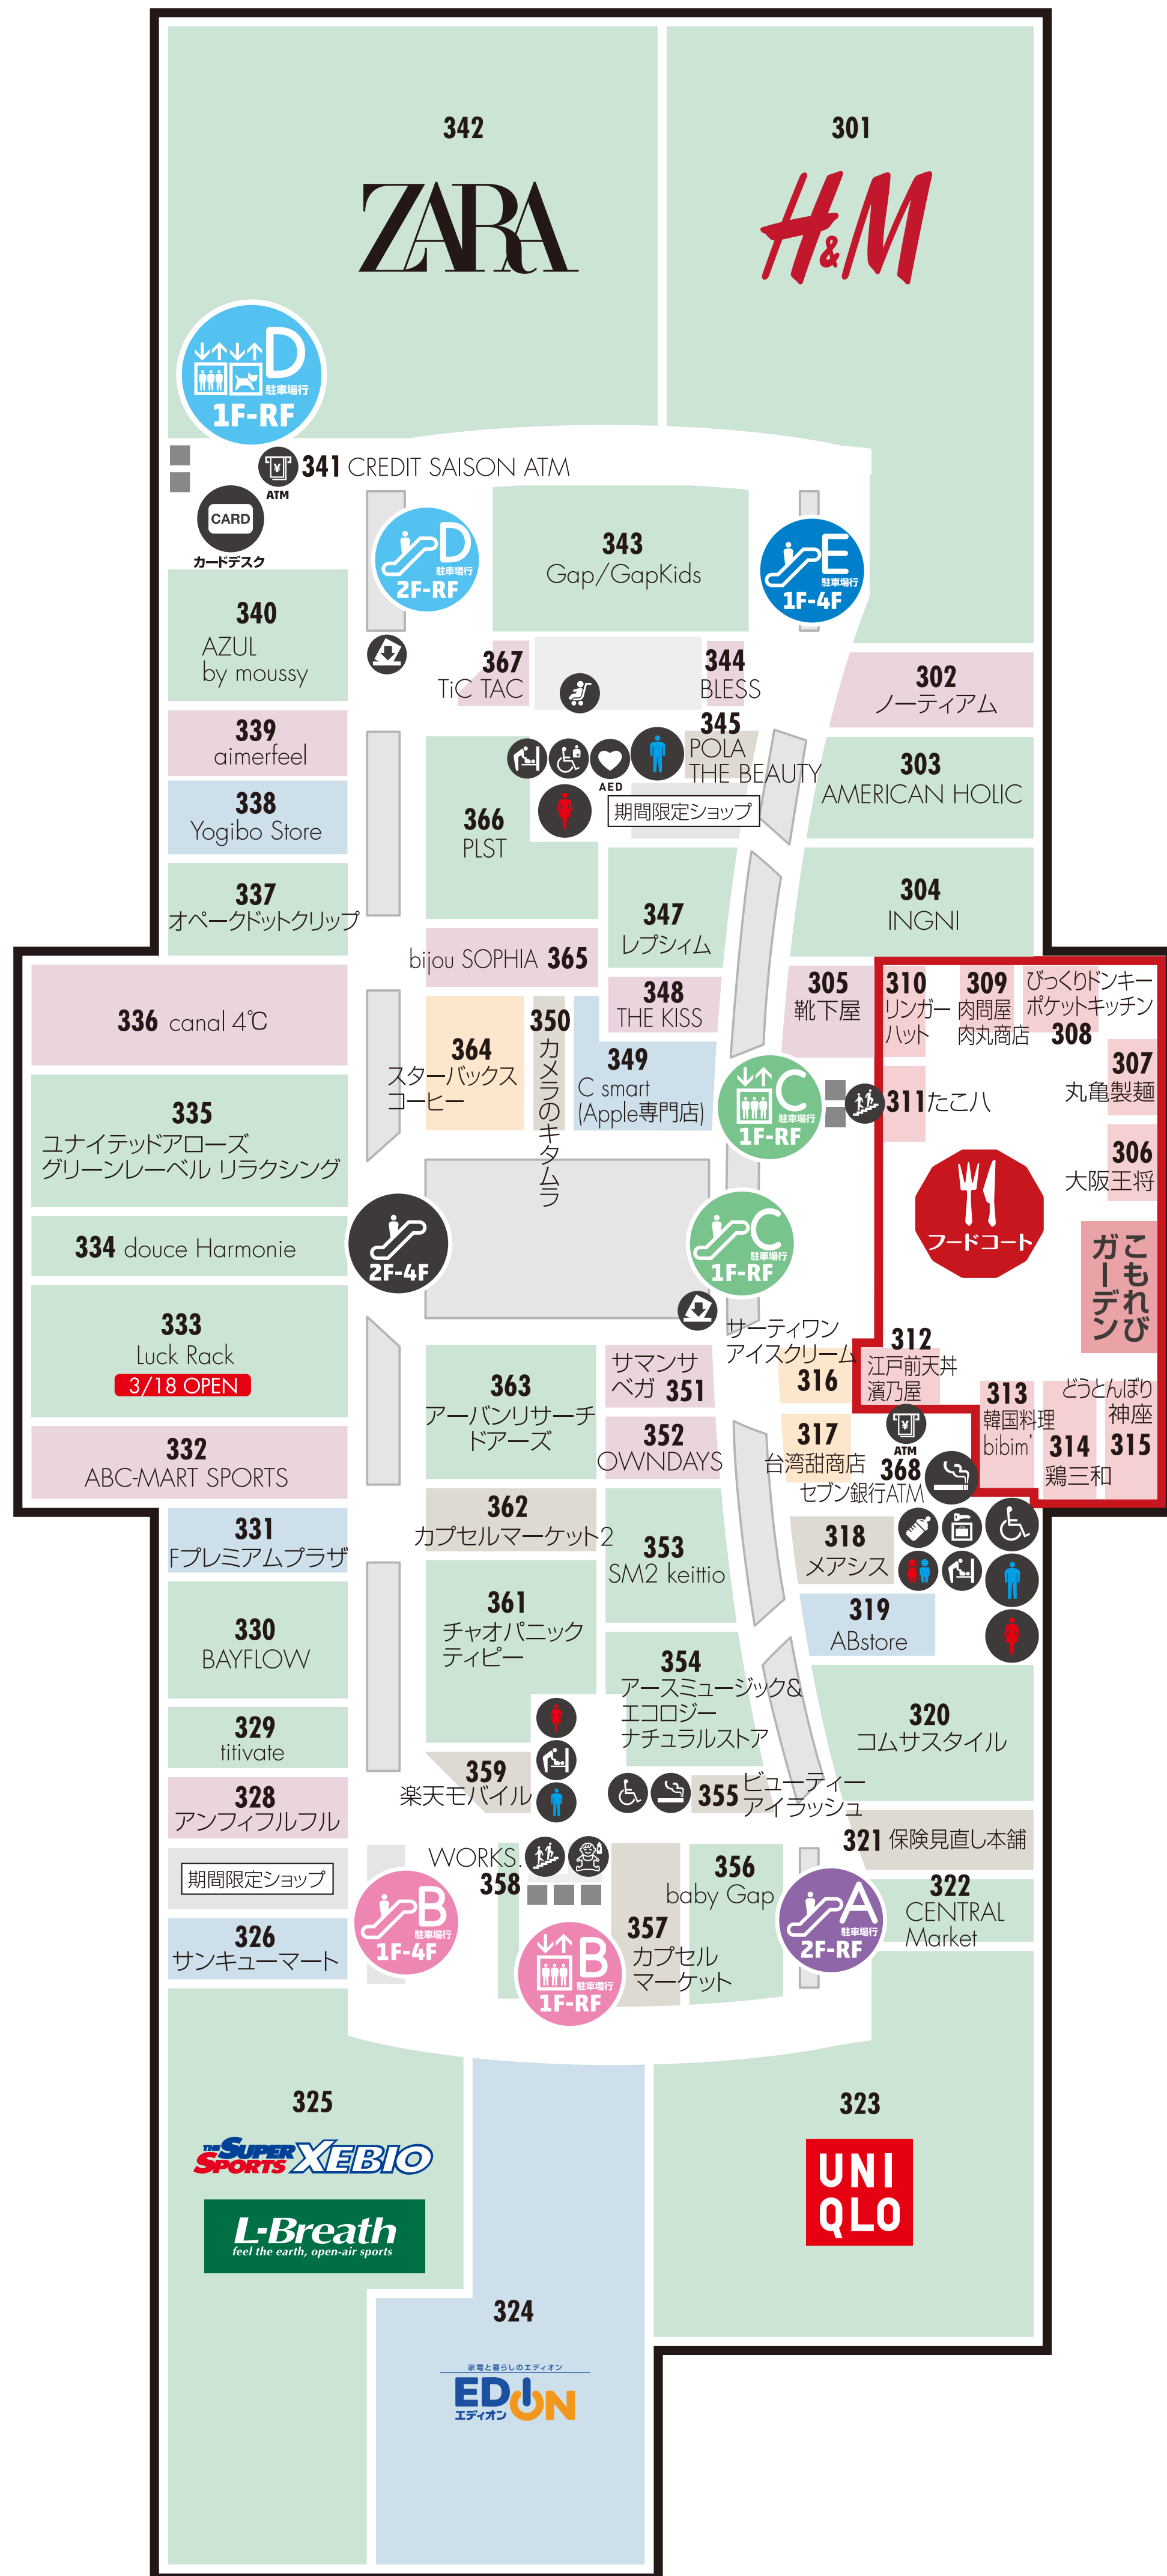 342
ZARA
301
H&M
D
駐車場行
1F-RF
ATM
341 CREDIT SAISON ATM
CARD
カードデスク
D
駐車場行
2F-RF
343
Gap/GapKids
E
駐車場行
1F-4F
340
AZUL
by moussy
367
TiC TAC
344
BLESS
302
ノーティアム
339
aimerfeel
345
POLA
THE BEAUTY
AED
期間限定ショップ
303
AMERICAN HOLIC
338
Yogibo Store
366
PLST
337
オペークドットクリップ
347
レプシィム
304
INGNI
bijou SOPHIA 365
336 canal 4℃
348
THE KISS
305
靴下屋
310
リンガー
ハット
309
肉問屋
肉丸商店
びっくりドンキー
ポケットキッチン
308
364
スターバックス
コーヒー
350
カメラのキタムラ
349
C smart
(Apple専門店)
307
丸亀製麺
C
駐車場行
1F-RF
311たこ八
335
ユナイテッドアローズ
グリーンレーベル リラクシング
306
大阪王将
フードコート
334 douce Harmonie
2F-4F
C
駐車場行
1F-RF
こもれび
ガーデン
333
Luck Rack
3/18 OPEN
サーティワン
アイスクリーム
316
312
江戸前天丼
濱乃屋
363
アーバンリサーチ
ドアーズ
サマンサ
ベガ 351
313
韓国料理
bibim'
どうとんぼり
神座
315
314
鶏三和
332
ABC-MART SPORTS
352
OWNDAYS
317
台湾甜商店
ATM
368
セブン銀行ATM
331
Fプレミアムプラザ
362
カプセルマーケット2
353
SM2 keittio
318
メアシス
330
BAYFLOW
361
チャオパニック
ティピー
319
ABstore
354
アースミュージック&
エコロジー
ナチュラルストア
320
コムサスタイル
329
titivate
359
楽天モバイル
355 ビューティー
アイラッシュ
328
アンフィフルフル
321 保険見直し本舗
期間限定ショップ
WORKS.
358
356
baby Gap
322
CENTRAL
Market
B
駐車場行
1F-4F
A
駐車場行
2F-RF
326
サンキューマート
357
カプセル
マーケット
B
駐車場行
1F-RF
325
THE SUPER
SPORTS XEBIO
L-Breath
feel the earth, open-air sports
323
UNI
QLO
324
家電と暮らしのエディオン
EDION
エディオン